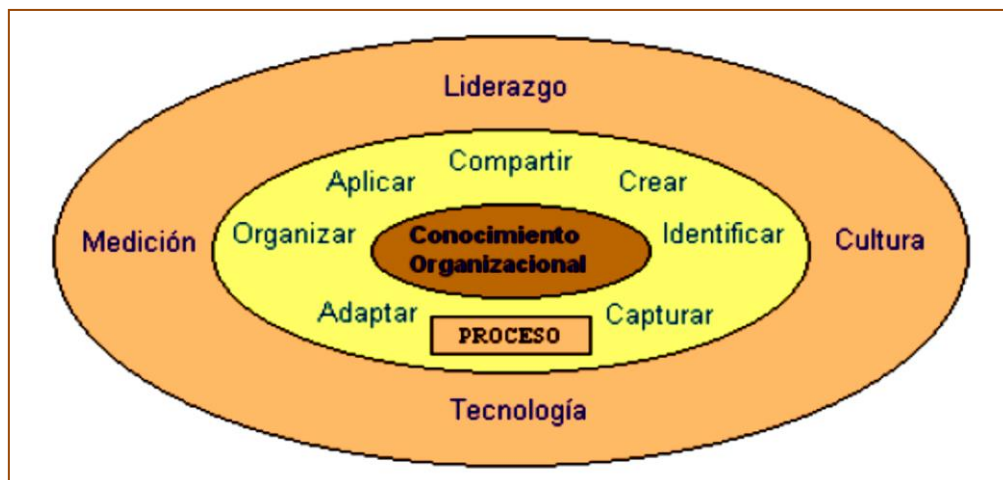 Liderazgo
Compartir
Aplicar
Crear
Organizar
Conocimiento
Organizacional
Identificar
Medición
Cultura
Adaptar
Capturar
PROCESO
Tecnología